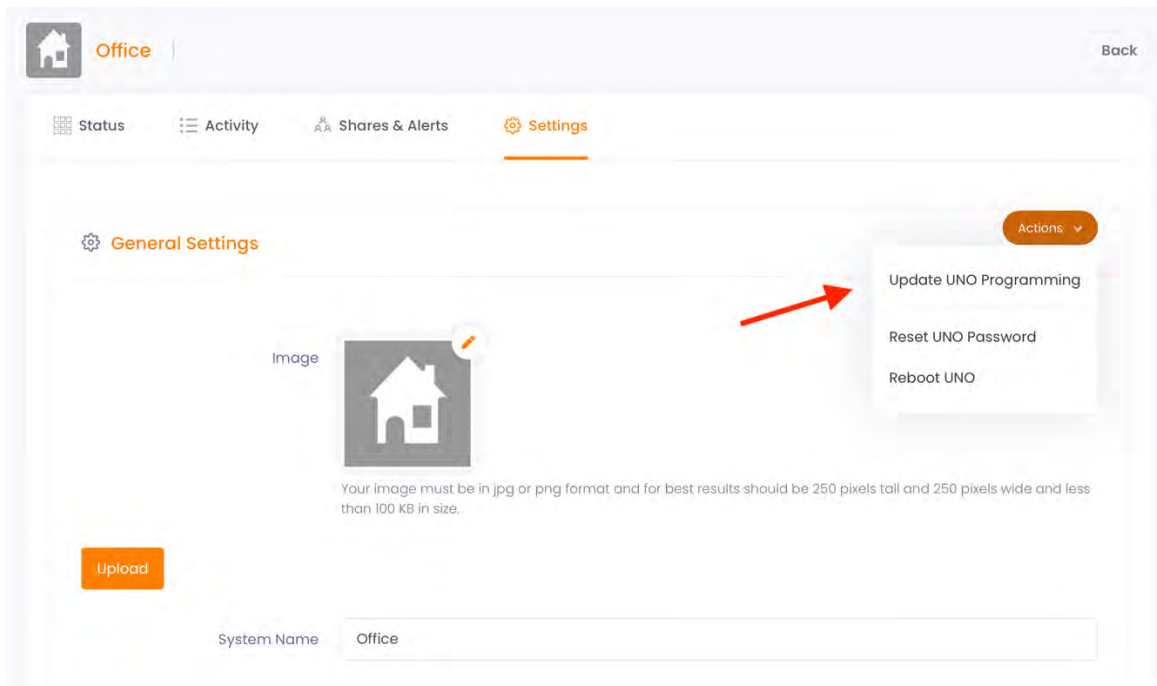 Office
Back
Status
Activity
Shares & Alerts
Settings
General Settings
Actions
Update UNO Programming
Reset UNO Password
Reboot UNO
Image
Your image must be in jpg or png format and for best results should be 250 pixels tall and 250 pixels wide and less
than 100 KB in size.
Upload
System Name
Office